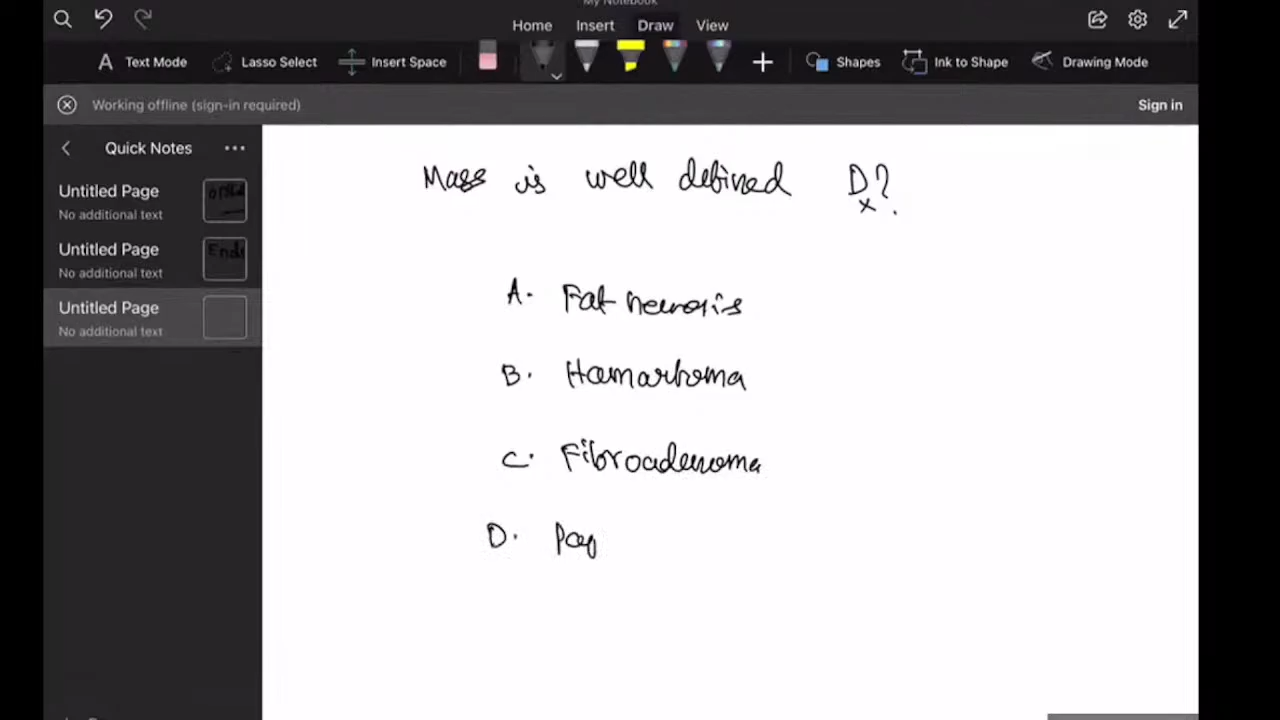 My Notebook
Home Insert Draw View
Text Mode Lasso Select Insert Space Shapes Ink to Shape Drawing Mode
Working offline (sign-in required) Sign in
Quick Notes
Untitled Page
No additional text
Untitled Page
No additional text
Untitled Page
No additional text
Mass is well defined Dx?
A. Fat necrosis
B. Hamartoma
C. Fibroadenoma
D. Pap